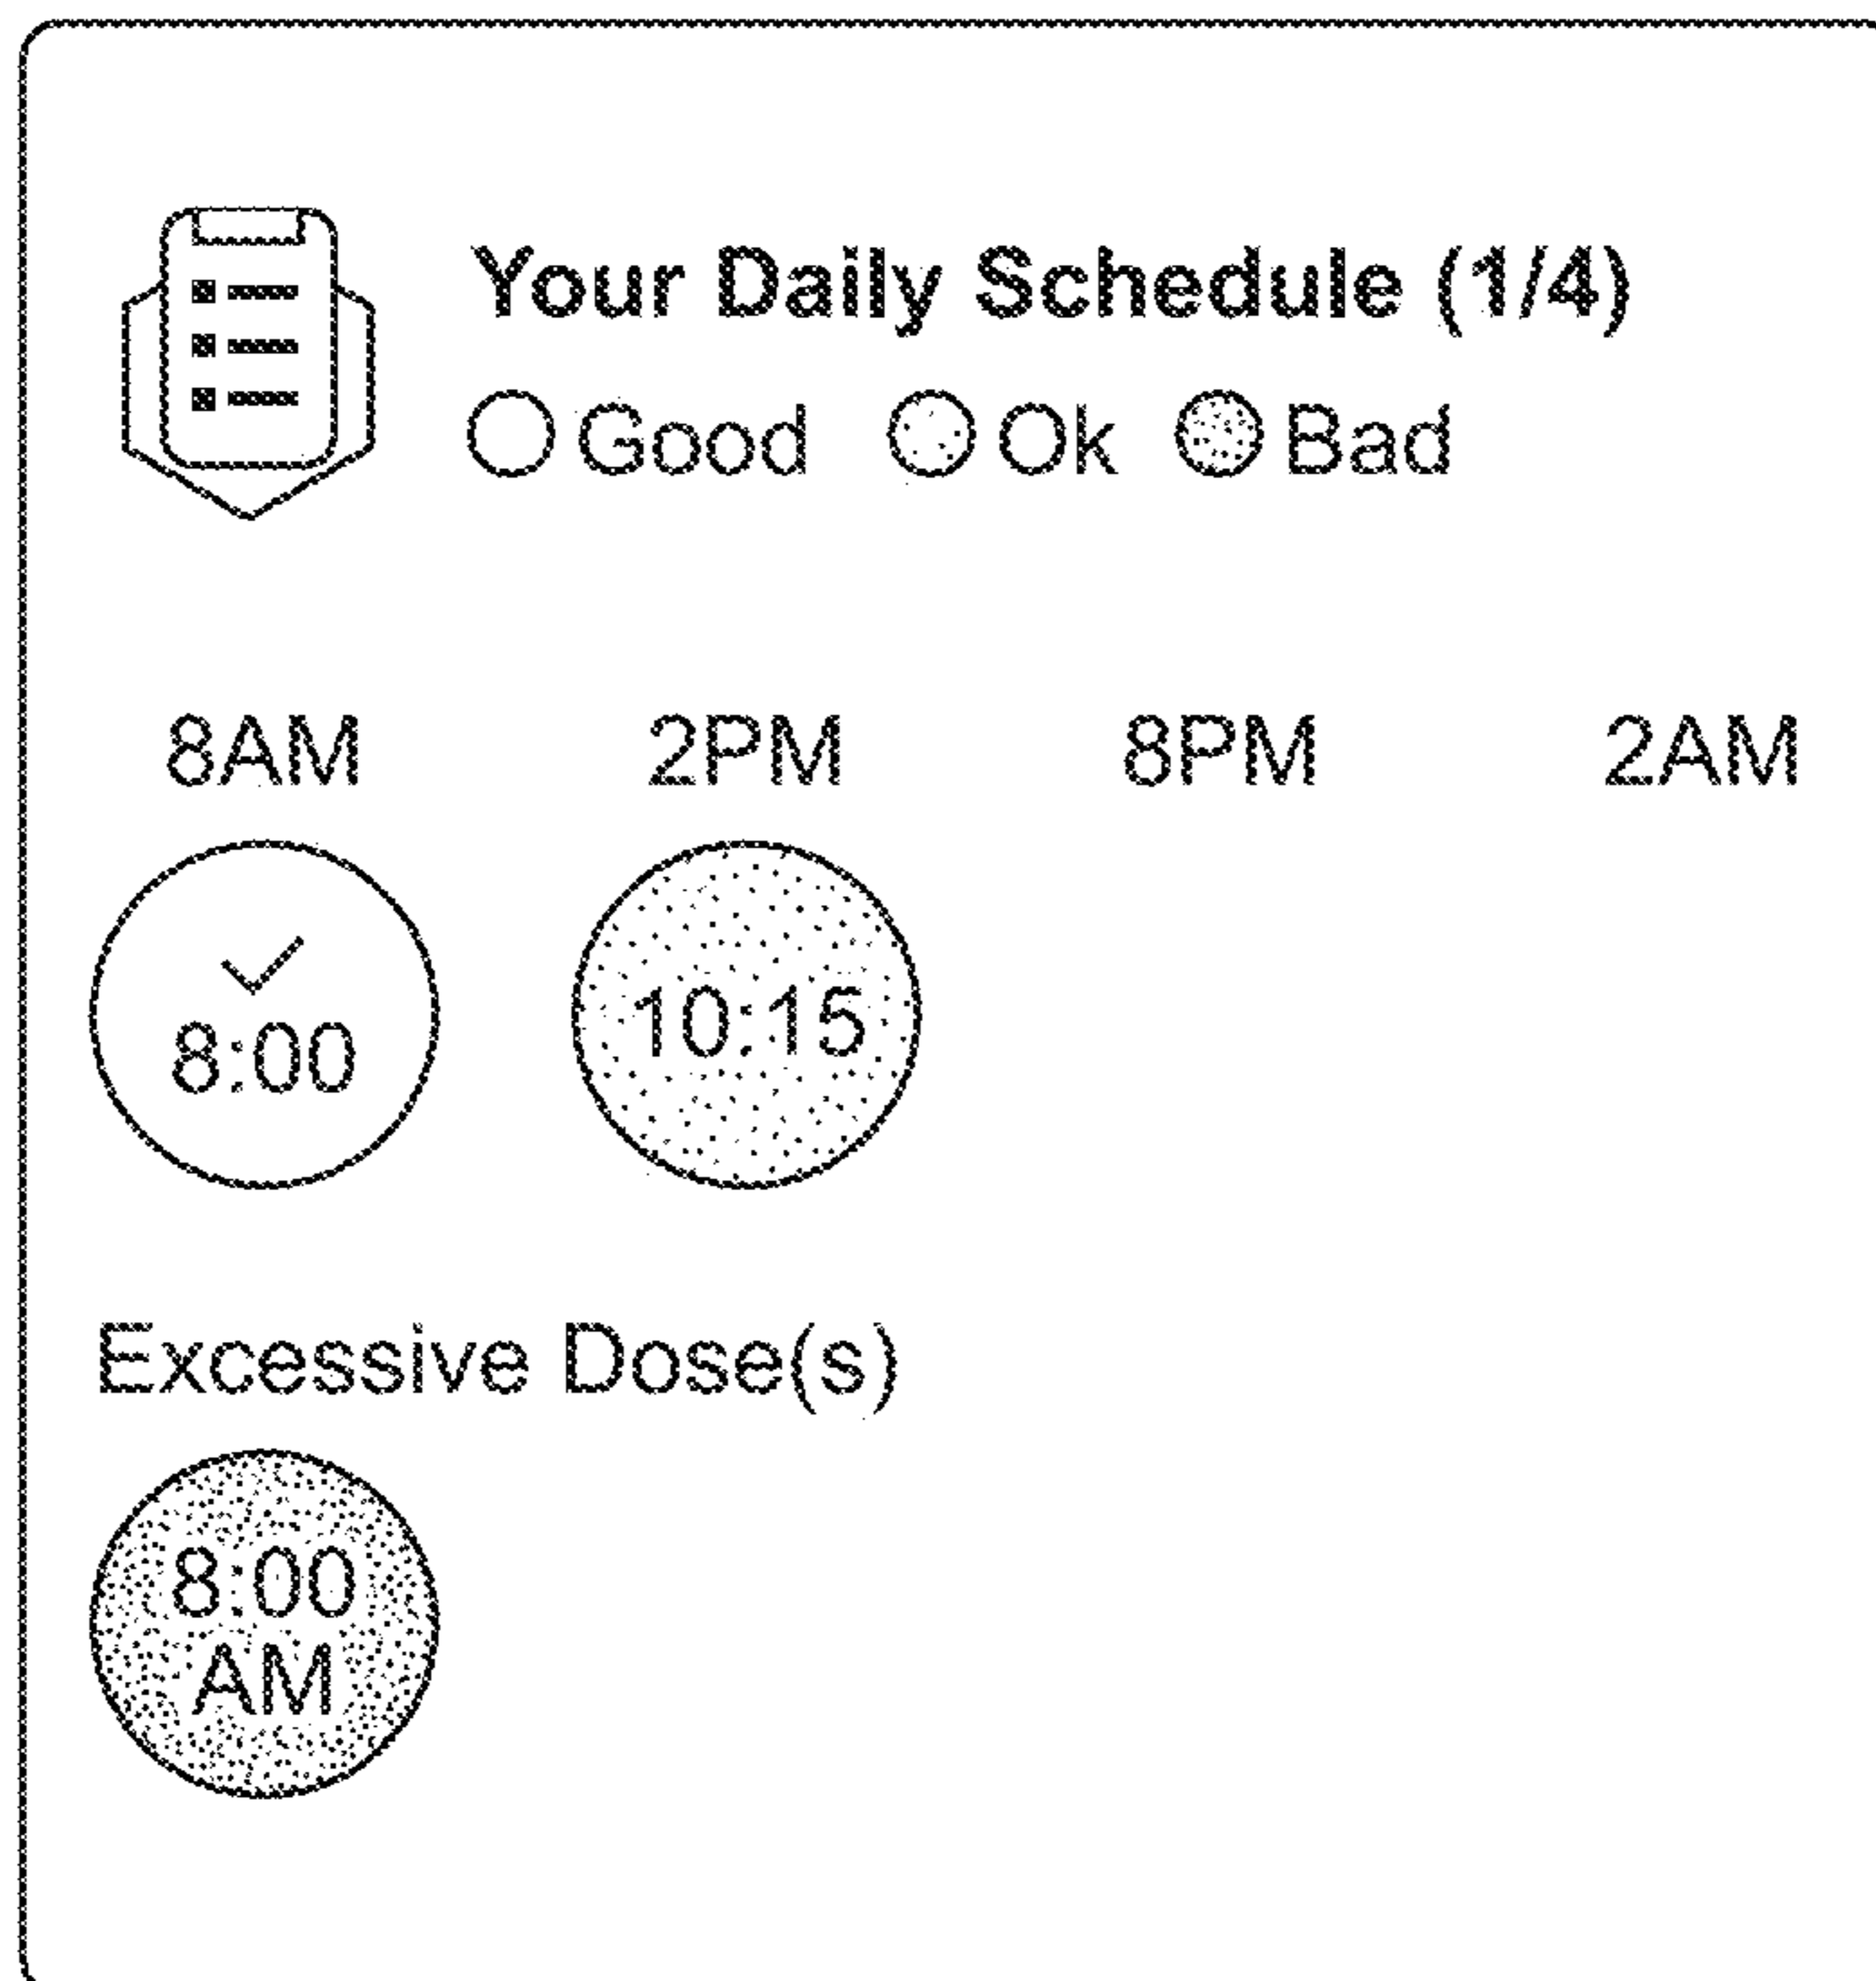 Your Daily Schedule (1/4)
Good Ok Bad
8AM 2PM 8PM 2AM
8:00 10:15
Excessive Dose(s)
8:00
AM